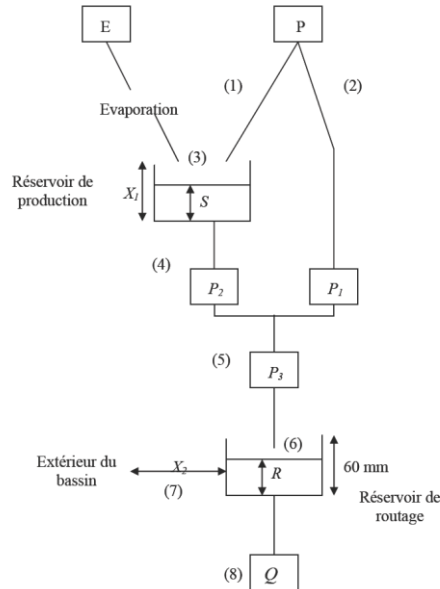 E
P
(1)
(2)
Evaporation
(3)
Réservoir de
production
X1
S
(4)
P2
P1
(5)
P3
(6)
Extérieur du
bassin
X2
(7)
R
60 mm
Réservoir de
routage
(8)
Q